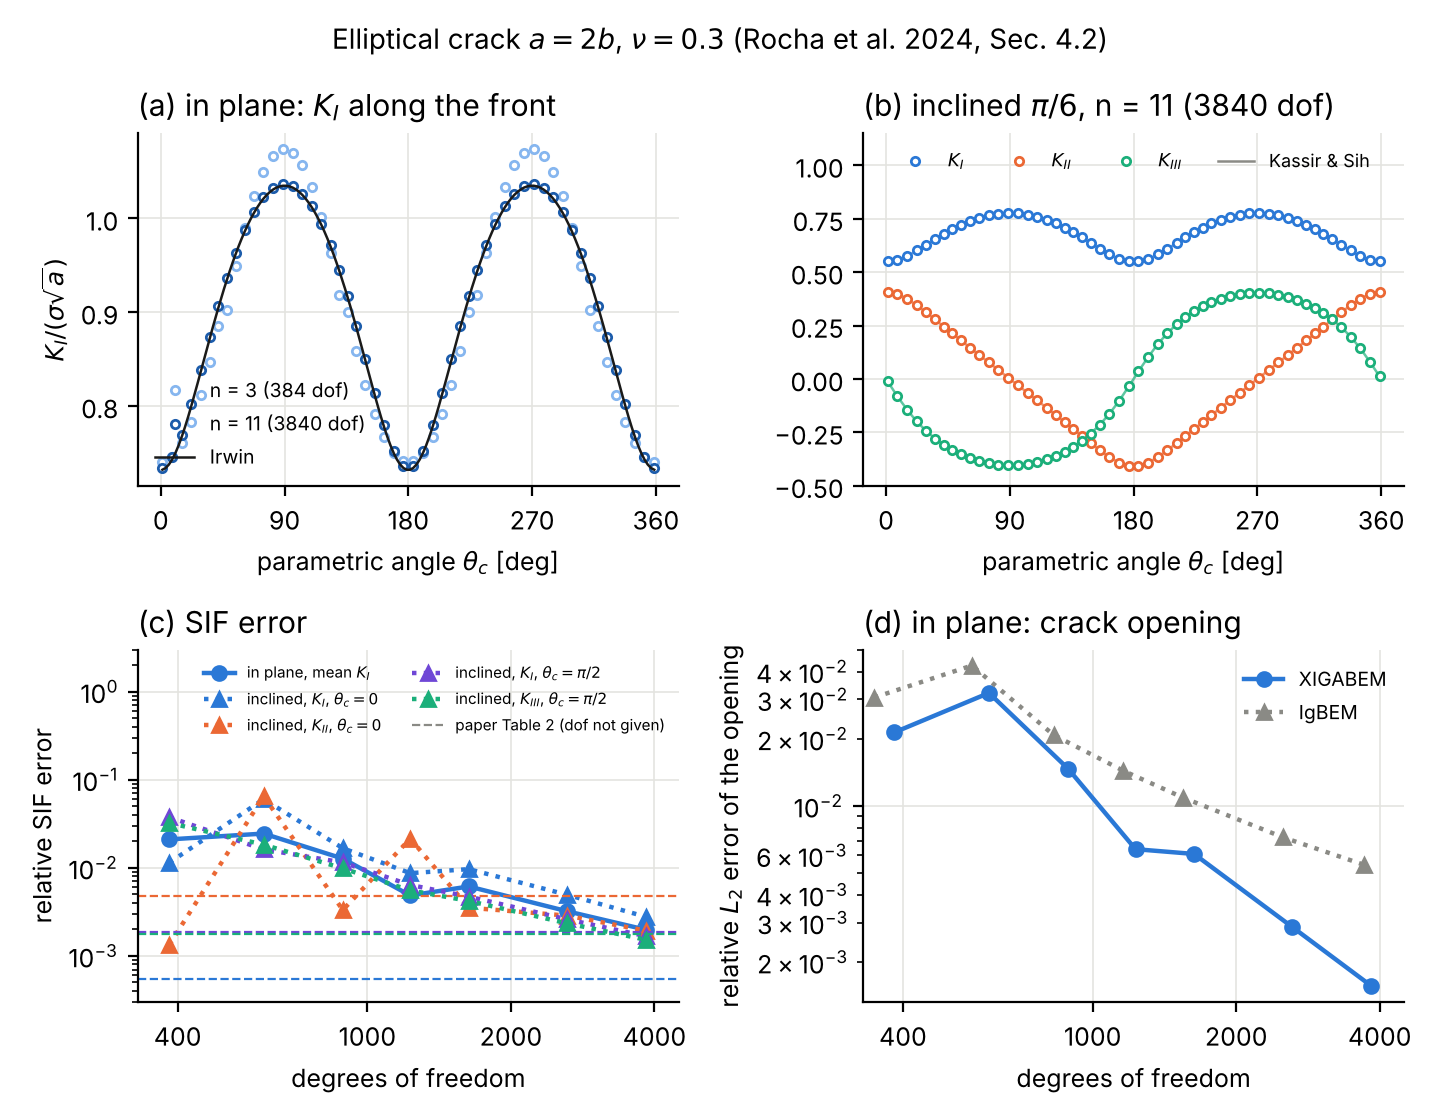 Elliptical crack a = 2b, ν = 0.3 (Rocha et al. 2024, Sec. 4.2)
(a) in plane: K_I along the front
K_I/(σ√a)
1.0
0.9
0.8
n = 3 (384 dof)
n = 11 (3840 dof)
Irwin
0 90 180 270 360
parametric angle θ_c [deg]
(b) inclined π/6, n = 11 (3840 dof)
K_I K_II K_III Kassir & Sih
1.00
0.75
0.50
0.25
0.00
−0.25
−0.50
0 90 180 270 360
parametric angle θ_c [deg]
(c) SIF error
relative SIF error
in plane, mean K_I
inclined, K_I, θ_c = 0
inclined, K_II, θ_c = 0
inclined, K_I, θ_c = π/2
inclined, K_III, θ_c = π/2
paper Table 2 (dof not given)
10⁰
10⁻¹
10⁻²
10⁻³
400 1000 2000 4000
degrees of freedom
(d) in plane: crack opening
relative L₂ error of the opening
XIGABEM
IgBEM
4 × 10⁻²
3 × 10⁻²
2 × 10⁻²
10⁻²
6 × 10⁻³
4 × 10⁻³
3 × 10⁻³
2 × 10⁻³
400 1000 2000 4000
degrees of freedom